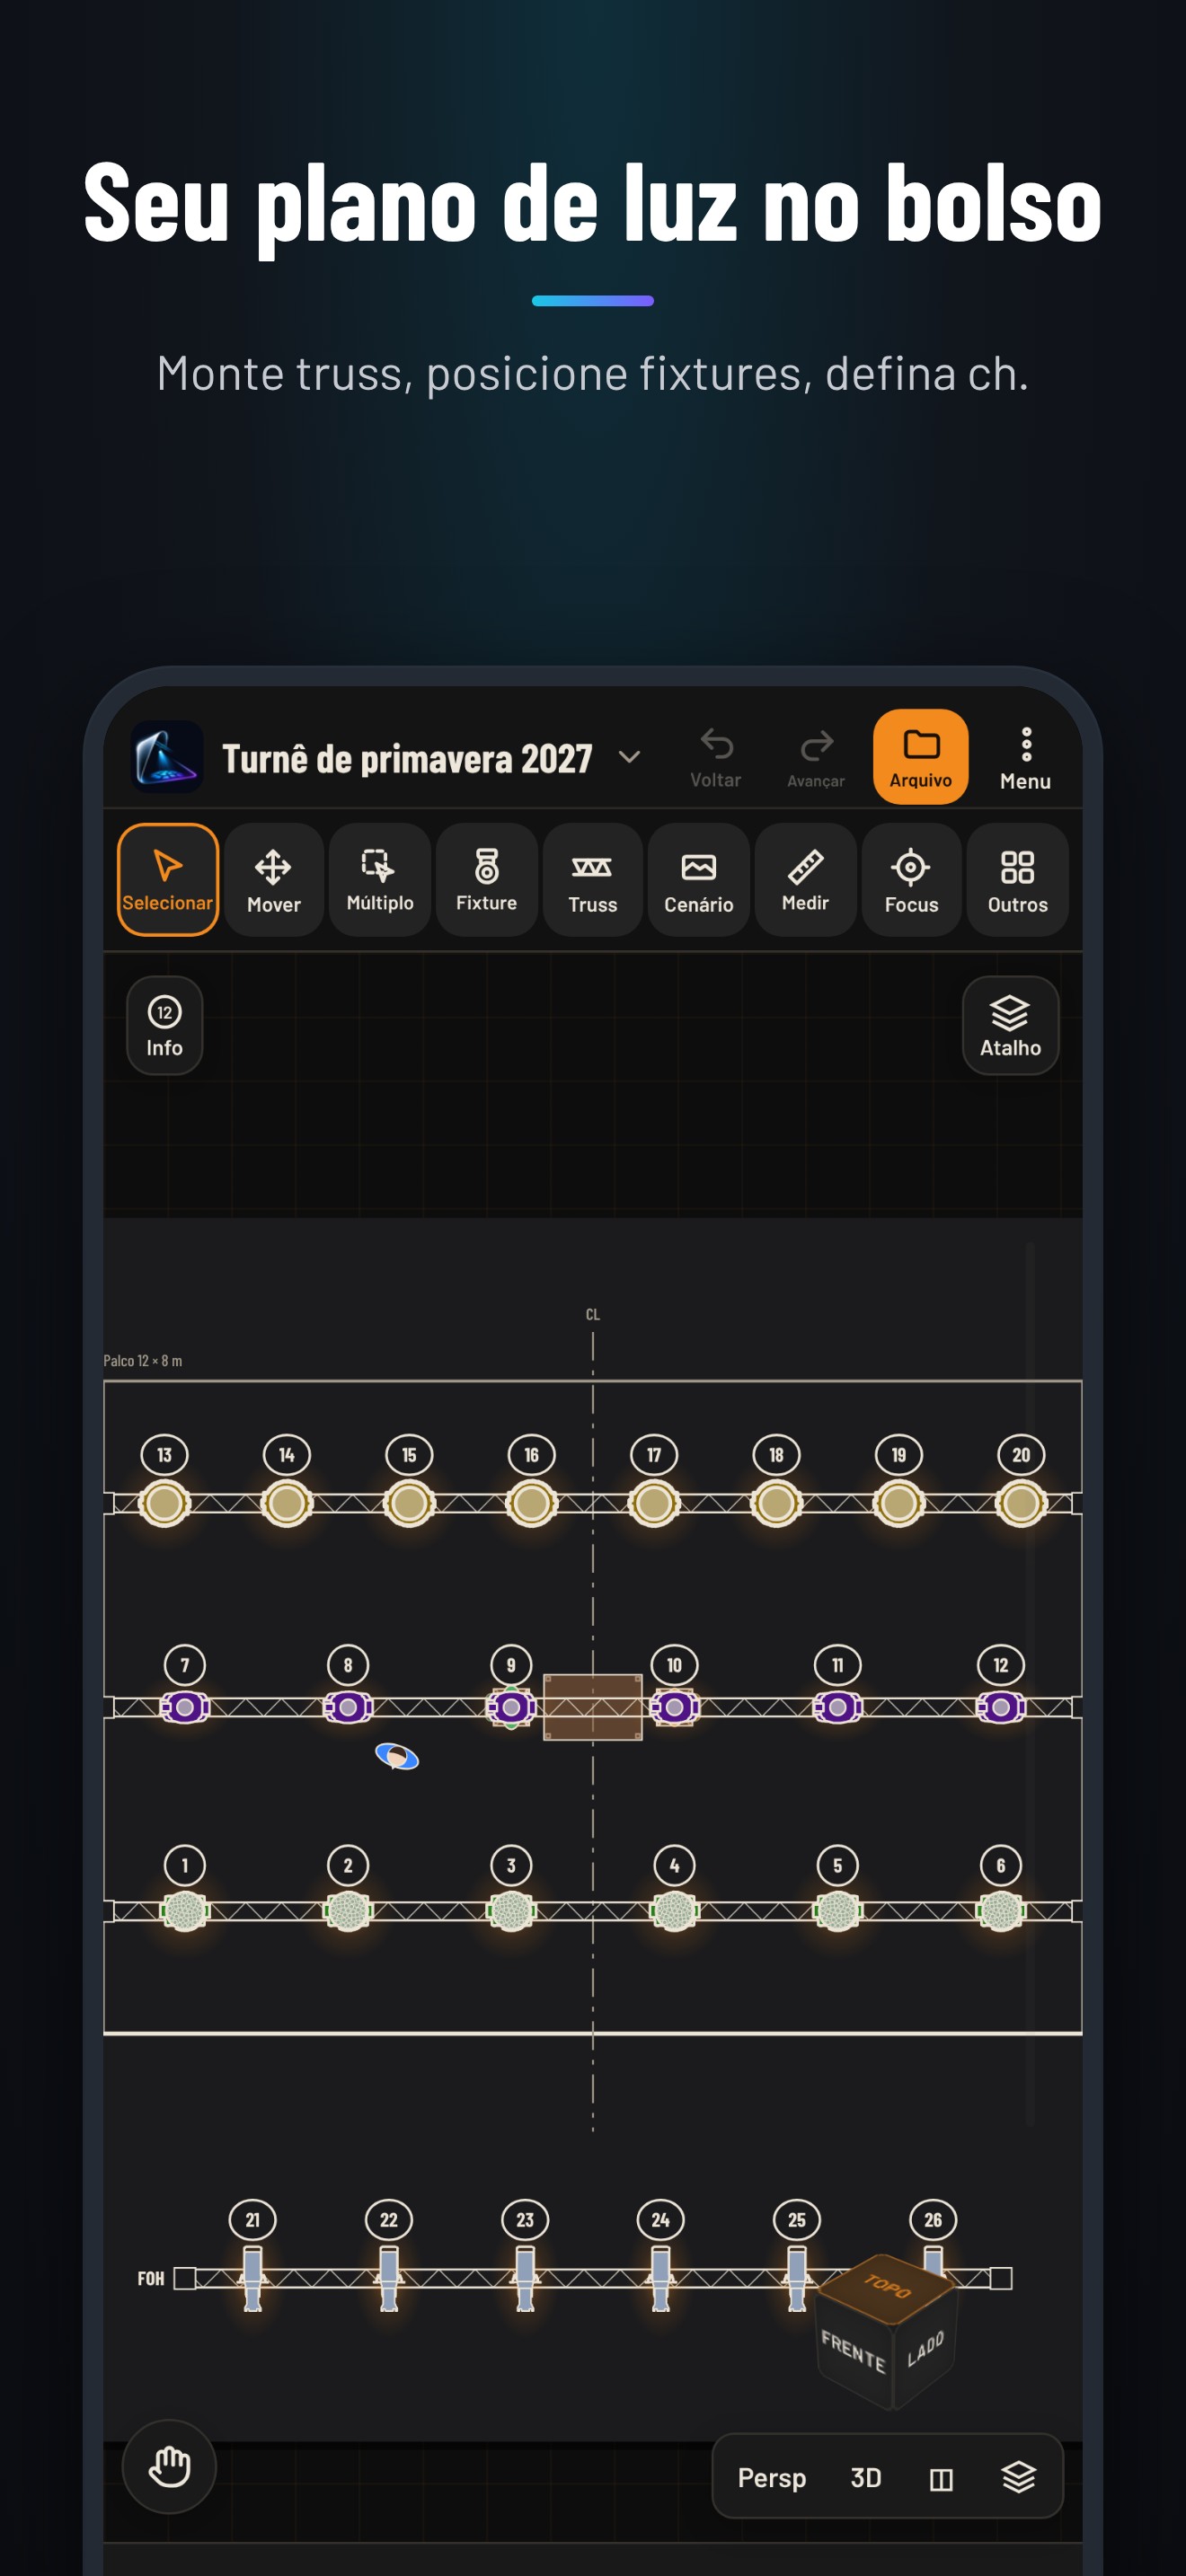 Seu plano de luz no bolso
Monte truss, posicione fixtures, defina ch.
Turnê de primavera 2027
Voltar
Avançar
Arquivo
Menu
Selecionar
Mover
Múltiplo
Fixture
Truss
Cenário
Medir
Focus
Outros
12
Info
Atalho
CL
Palco 12 × 8 m
13 14 15 16 17 18 19 20
7 8 9 10 11 12
1 2 3 4 5 6
21 22 23 24 25 26
FOH
TOPO
FRENTE
LADO
Persp
3D